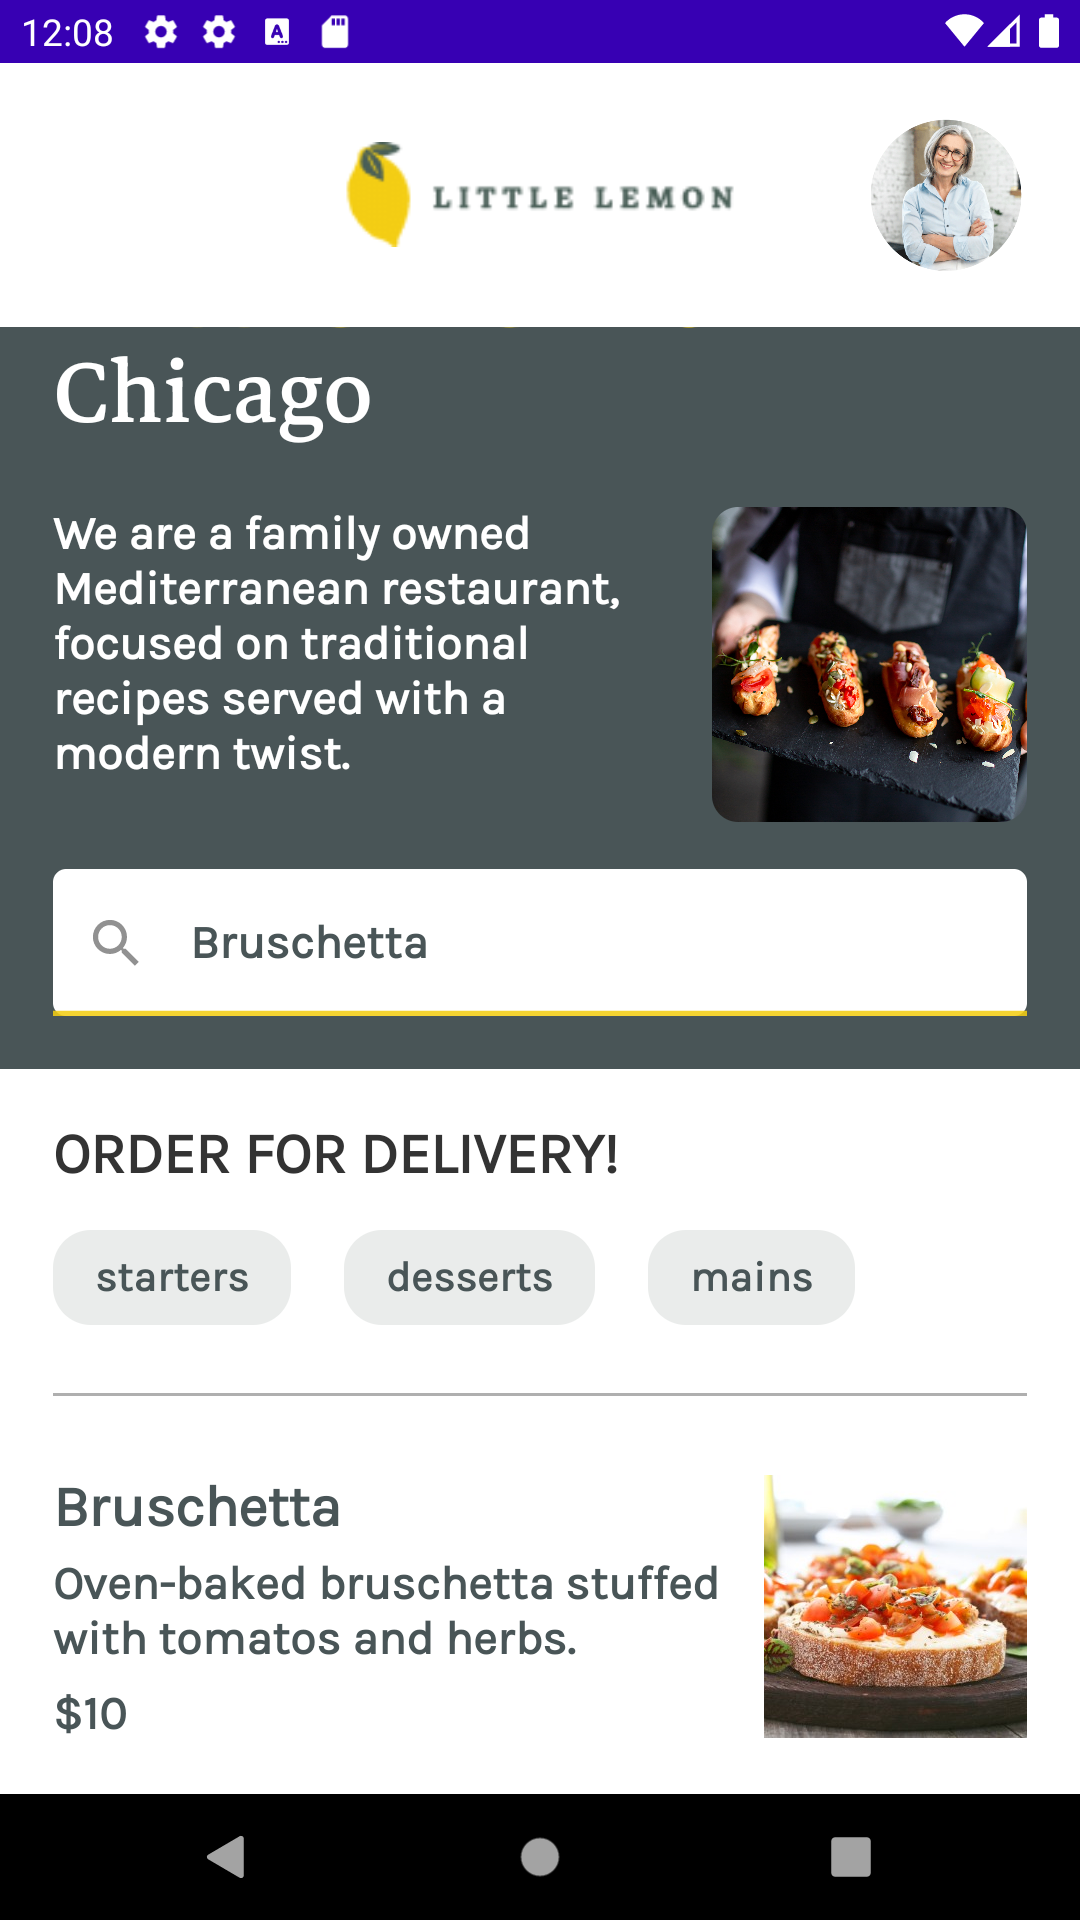 12:08
LITTLE LEMON
Chicago
We are a family owned
Mediterranean restaurant,
focused on traditional
recipes served with a
modern twist.
Bruschetta
ORDER FOR DELIVERY!
starters
desserts
mains
Bruschetta
Oven-baked bruschetta stuffed
with tomatos and herbs.
$10